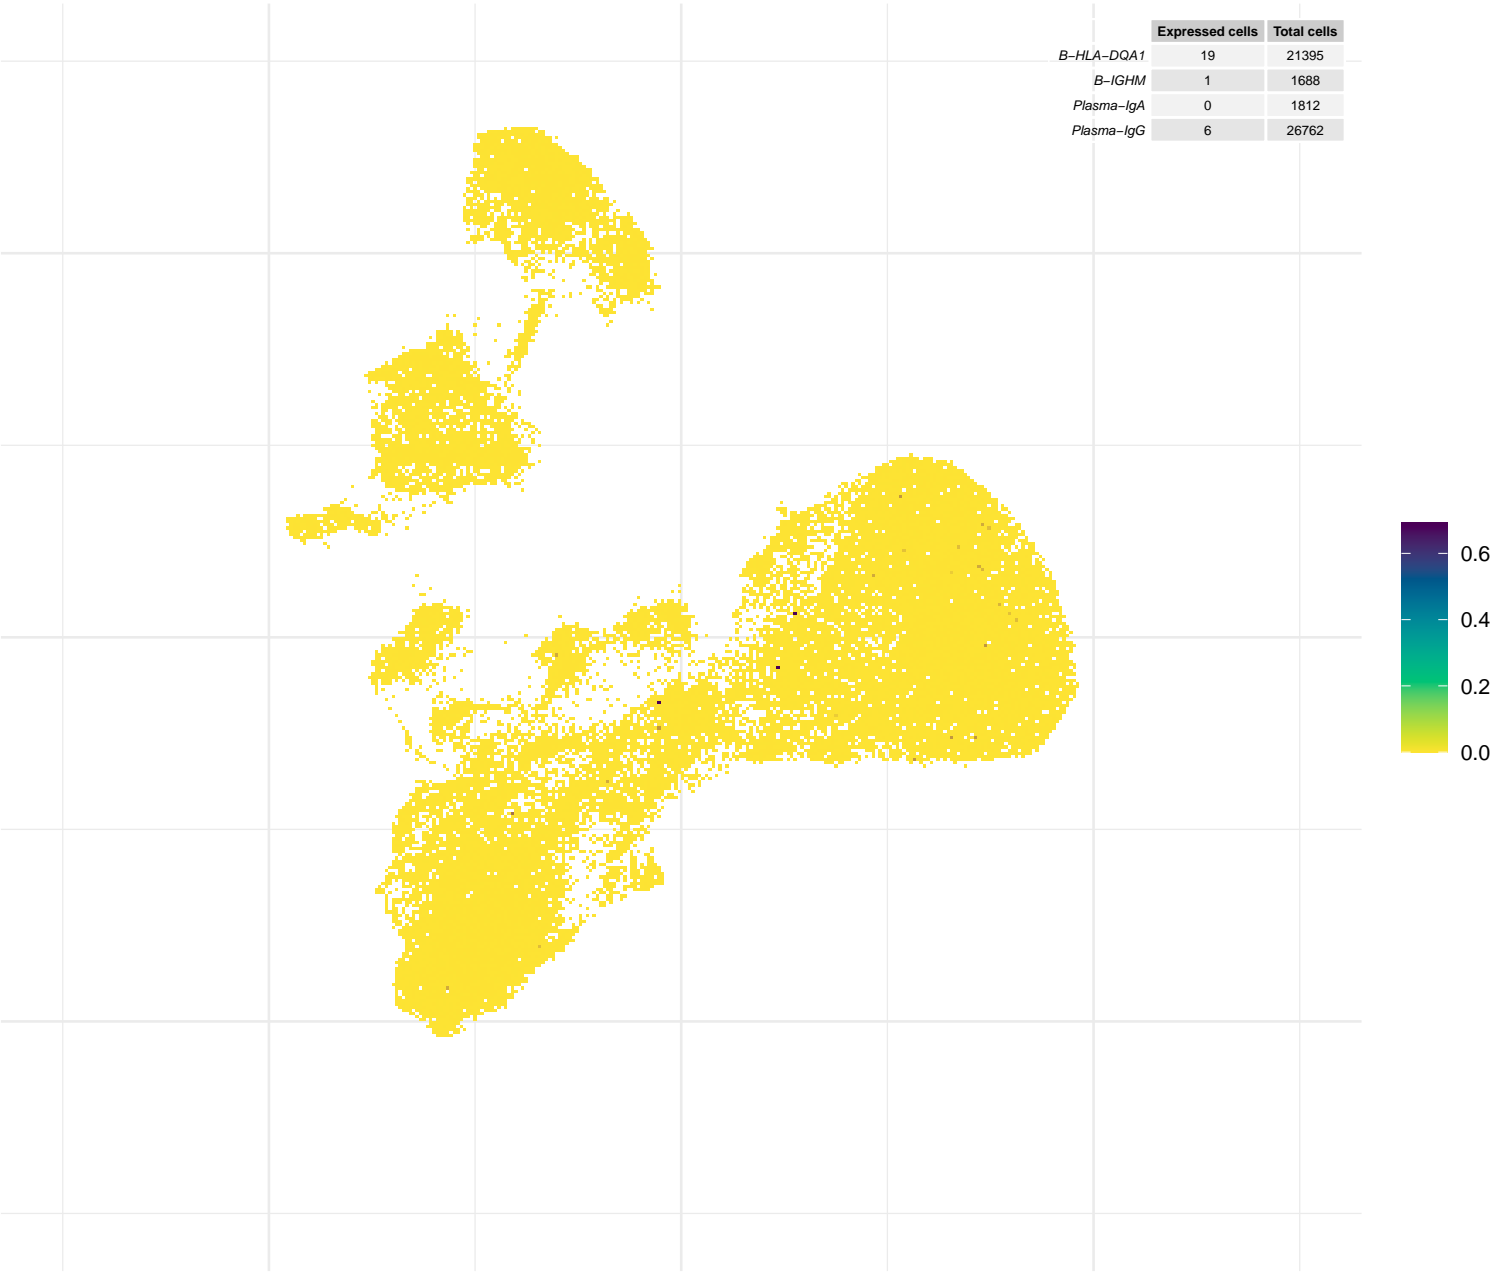 Expressed cells Total cells
B−HLA−DQA1 19 21395
B−IGHM 1 1688
Plasma−IgA 0 1812
Plasma−IgG 6 26762
0.6
0.4
0.2
0.0